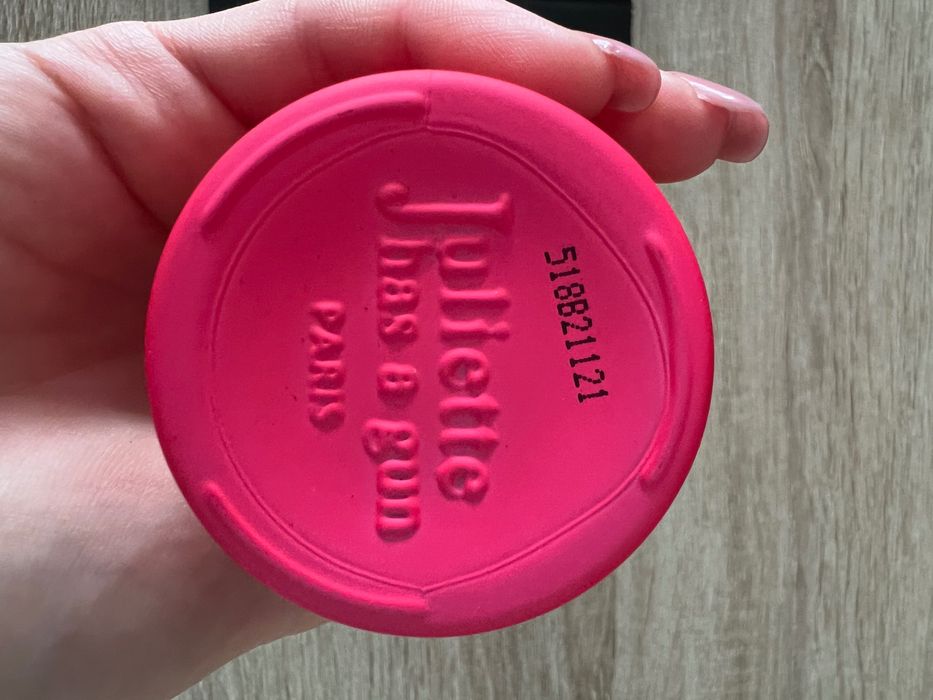 518B21121
Juliette
has a gun
PARIS